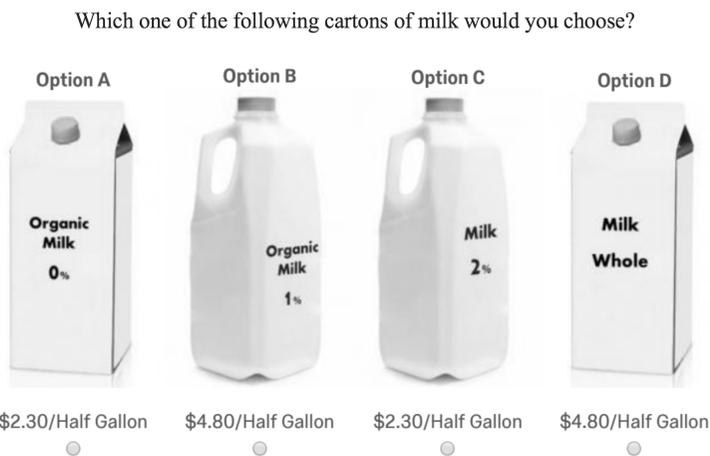 Which one of the following cartons of milk would you choose?
Option A
Option B
Option C
Option D
Organic
Milk
0%
Organic
Milk
1%
Milk
2%
Milk
Whole
$2.30/Half Gallon
$4.80/Half Gallon
$2.30/Half Gallon
$4.80/Half Gallon